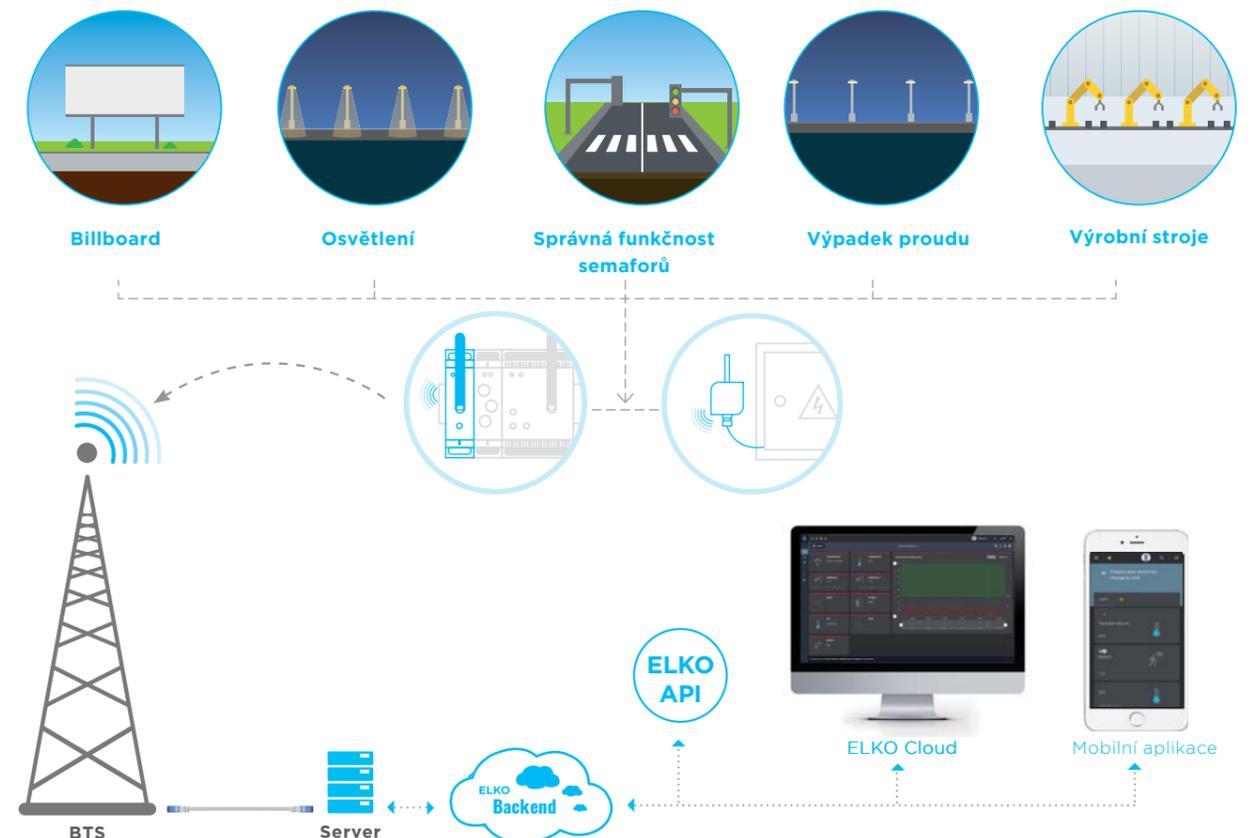 Billboard
Osvětlení
Správná funkčnost
semaforů
Výpadek proudu
Výrobní stroje
ELKO
API
ELKO Cloud
Mobilní aplikace
ELKO
Backend
BTS
Server